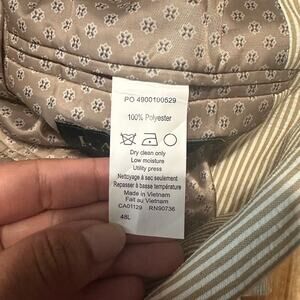 PO 4900100529
100% Polyester
Dry clean only
Low moisture
Utility press
Nettoyage à sec seulement
Repasser à basse température
Made in Vietnam
Fait au Vietnam
CA01129 RN90736
48L